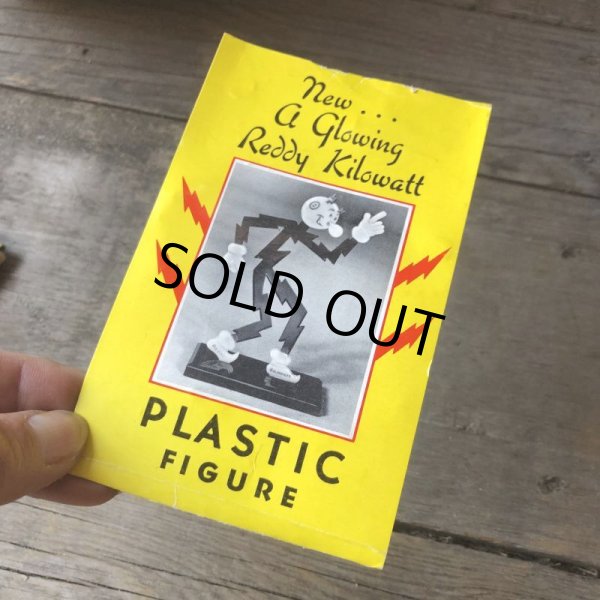 New...
A Glowing
Reddy Kilowatt
SOLD OUT
PLASTIC
FIGURE